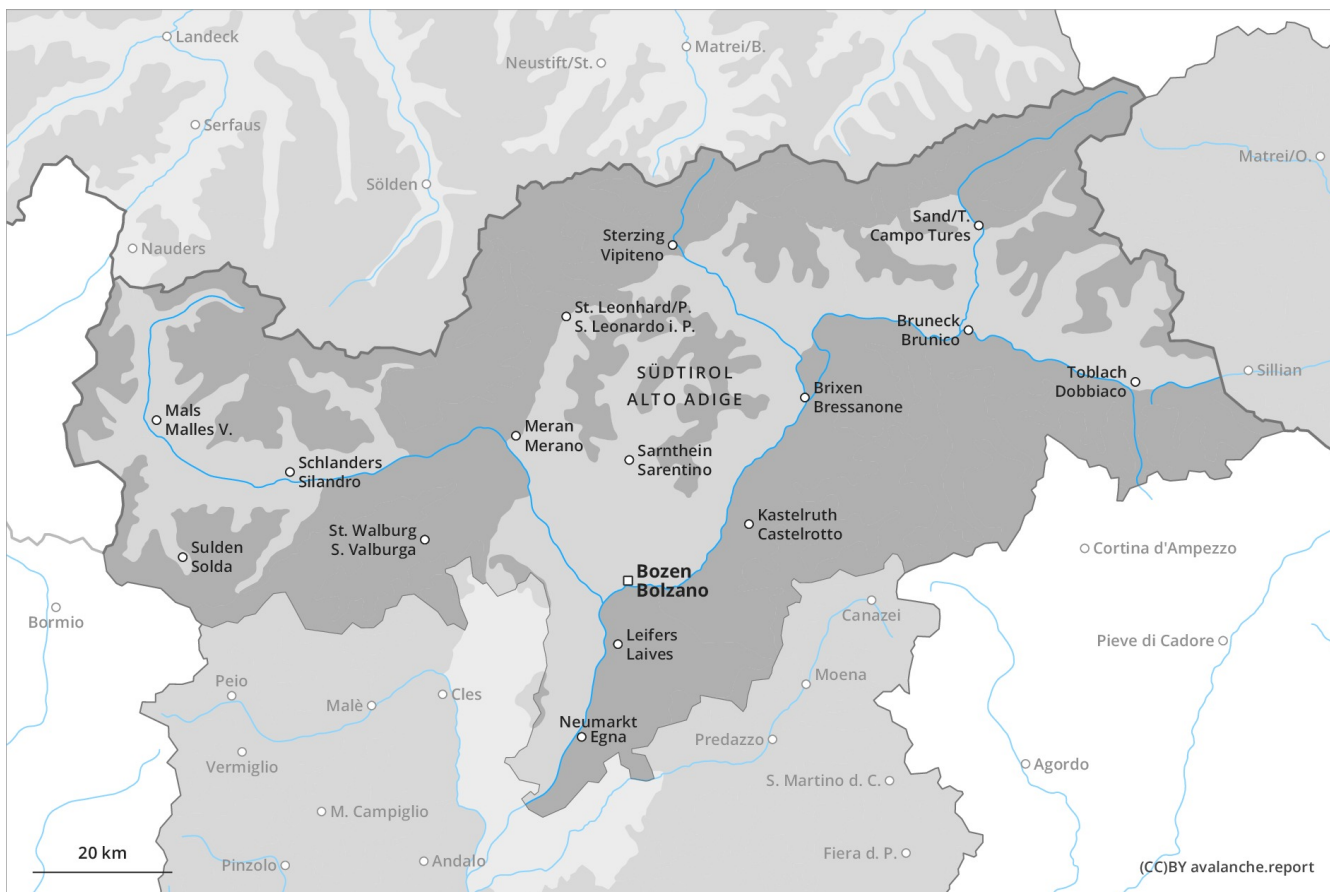 Landeck
Matrei/B.
Neustift/St.
Serfaus
Matrei/O.
Sölden
Sand/T.
Campo Tures
Sterzing
Vipiteno
Nauders
St. Leonhard/P.
S. Leonardo i. P.
Bruneck
Brunico
SÜDTIROL
ALTO ADIGE
Toblach
Dobbiaco
Sillian
Brixen
Bressanone
Mals
Malles V.
Meran
Merano
Sarnthein
Sarentino
Schlanders
Silandro
Kastelruth
Castelrotto
St. Walburg
S. Valburga
Sulden
Solda
Cortina d'Ampezzo
Bozen
Bolzano
Bormio
Canazei
Leifers
Laives
Pieve di Cadore
Peio
Moena
Malè
Cles
Neumarkt
Egna
Predazzo
Vermiglio
Agordo
S. Martino d. C.
M. Campiglio
20 km
Pinzolo
Andalo
Fiera d. P.
(CC)BY avalanche.report